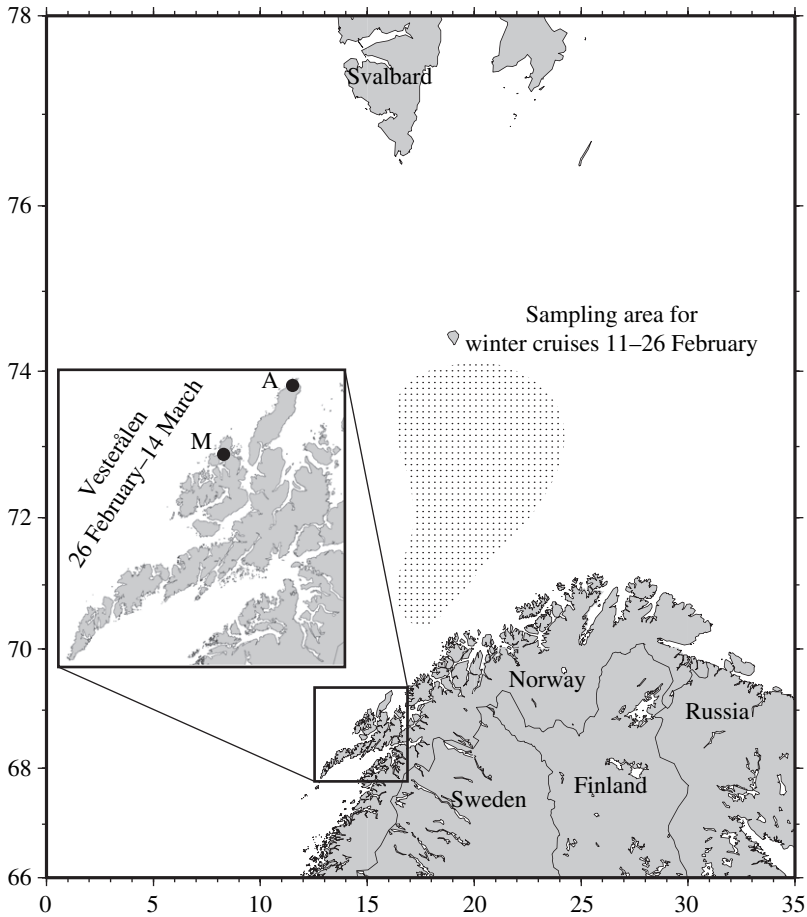 78
Svalbard
76
Sampling area for
winter cruises 11–26 February
74
A
M
Vesterålen
26 February–14 March
72
70
Norway
Russia
68
Sweden
Finland
66
0 5 10 15 20 25 30 35